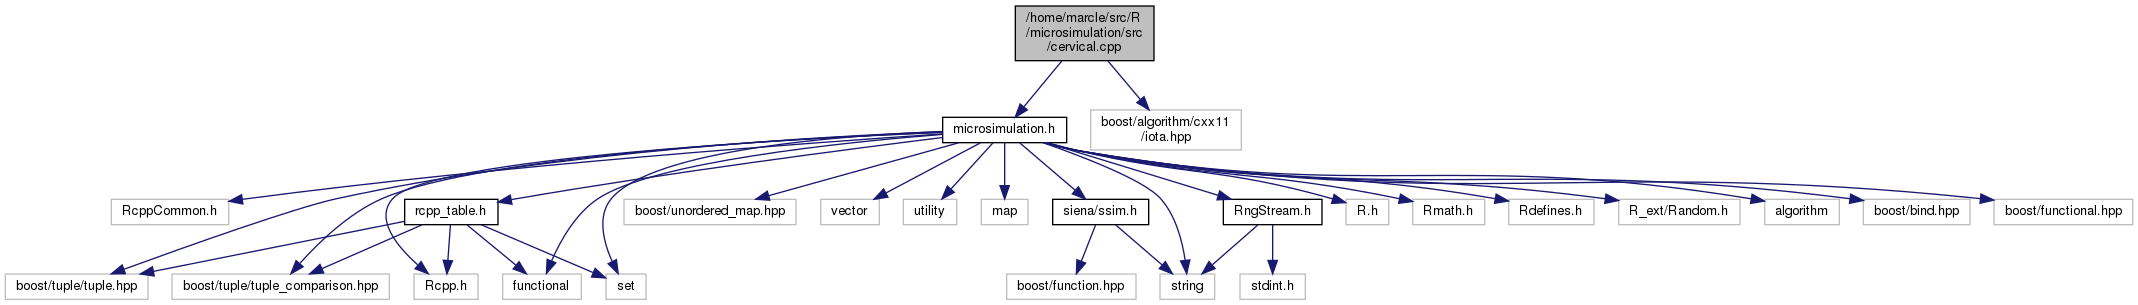 /home/marcle/src/R
/microsimulation/src
/cervical.cpp
microsimulation.h
boost/algorithm/cxx11
/iota.hpp
RcppCommon.h
rcpp_table.h
boost/unordered_map.hpp
vector
utility
map
siena/ssim.h
RngStream.h
R.h
Rmath.h
Rdefines.h
R_ext/Random.h
algorithm
boost/bind.hpp
boost/functional.hpp
boost/tuple/tuple.hpp
boost/tuple/tuple_comparison.hpp
Rcpp.h
functional
set
boost/function.hpp
string
stdint.h